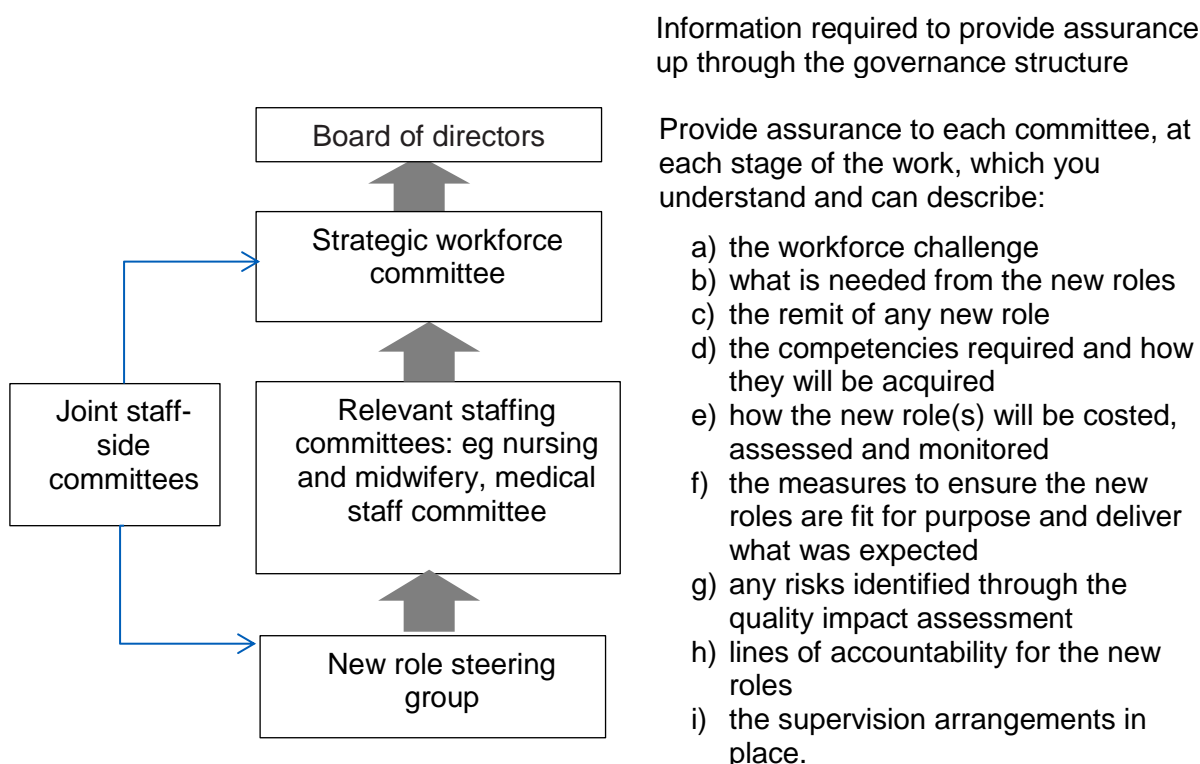 Information required to provide assurance
up through the governance structure
Board of directors
Strategic workforce
committee
Joint staff-
side
committees
Relevant staffing
committees: eg nursing
and midwifery, medical
staff committee
New role steering
group
Provide assurance to each committee, at
each stage of the work, which you
understand and can describe:
a) the workforce challenge
b) what is needed from the new roles
c) the remit of any new role
d) the competencies required and how
they will be acquired
e) how the new role(s) will be costed,
assessed and monitored
f) the measures to ensure the new
roles are fit for purpose and deliver
what was expected
g) any risks identified through the
quality impact assessment
h) lines of accountability for the new
roles
i) the supervision arrangements in
place.